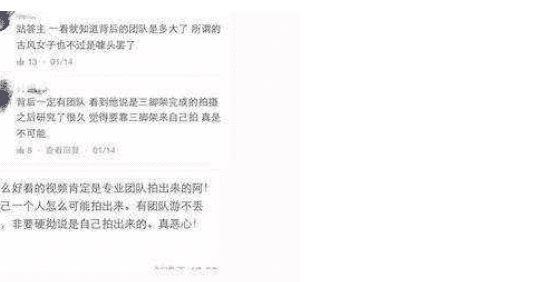 站答主 一看就知道背后的团队是多大了 所谓的
古风女子也不过是噱头罢了
13 · 01/14
背后一定有团队 看到他说是三脚架完成的拍摄
之后研究了很久 觉得要靠三脚架来自己拍 真是
不可能
8 · 查看回复 · 01/14
么好看的视频肯定是专业团队拍出来的阿！
己一个人怎么可能拍出来。有团队游不丢
，非要硬拗说是自己拍出来的。真恶心！